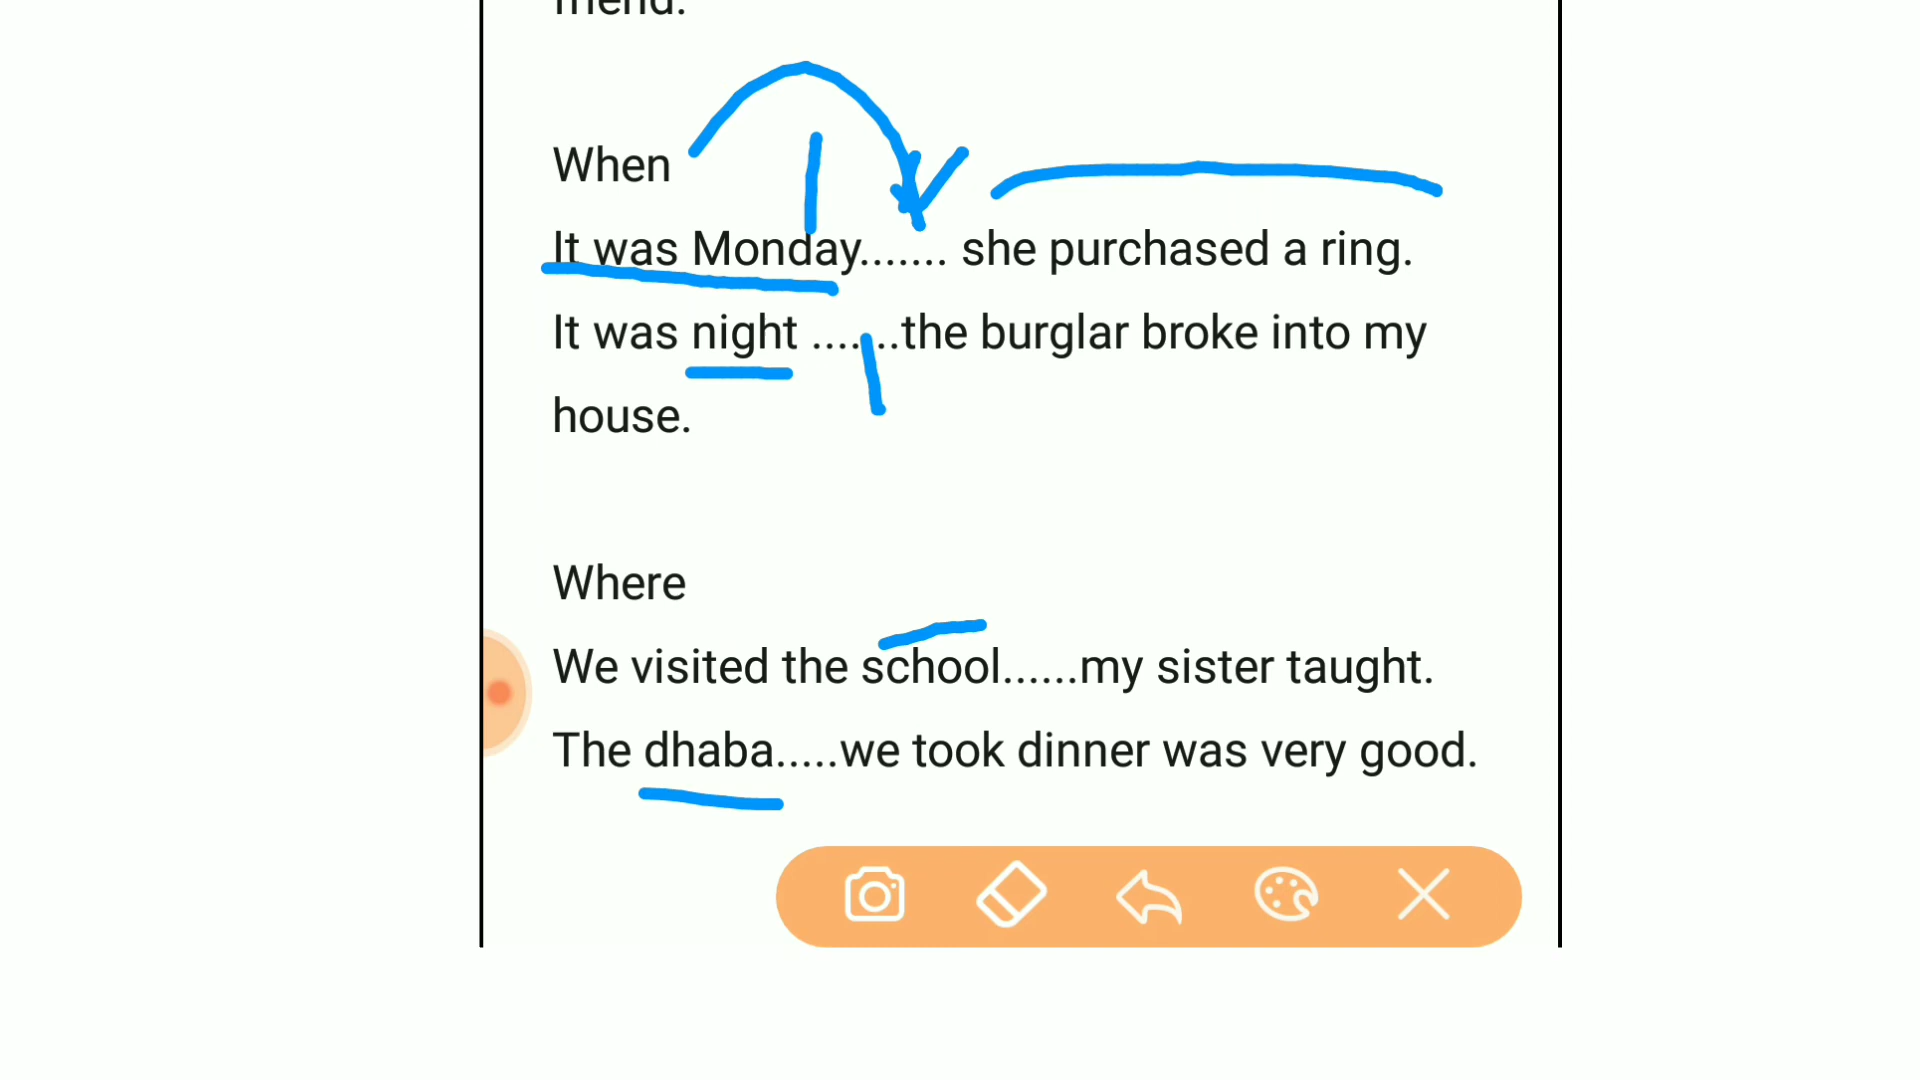 When
It was Monday....... she purchased a ring.
It was night .......the burglar broke into my
house.
Where
We visited the school......my sister taught.
The dhaba.....we took dinner was very good.